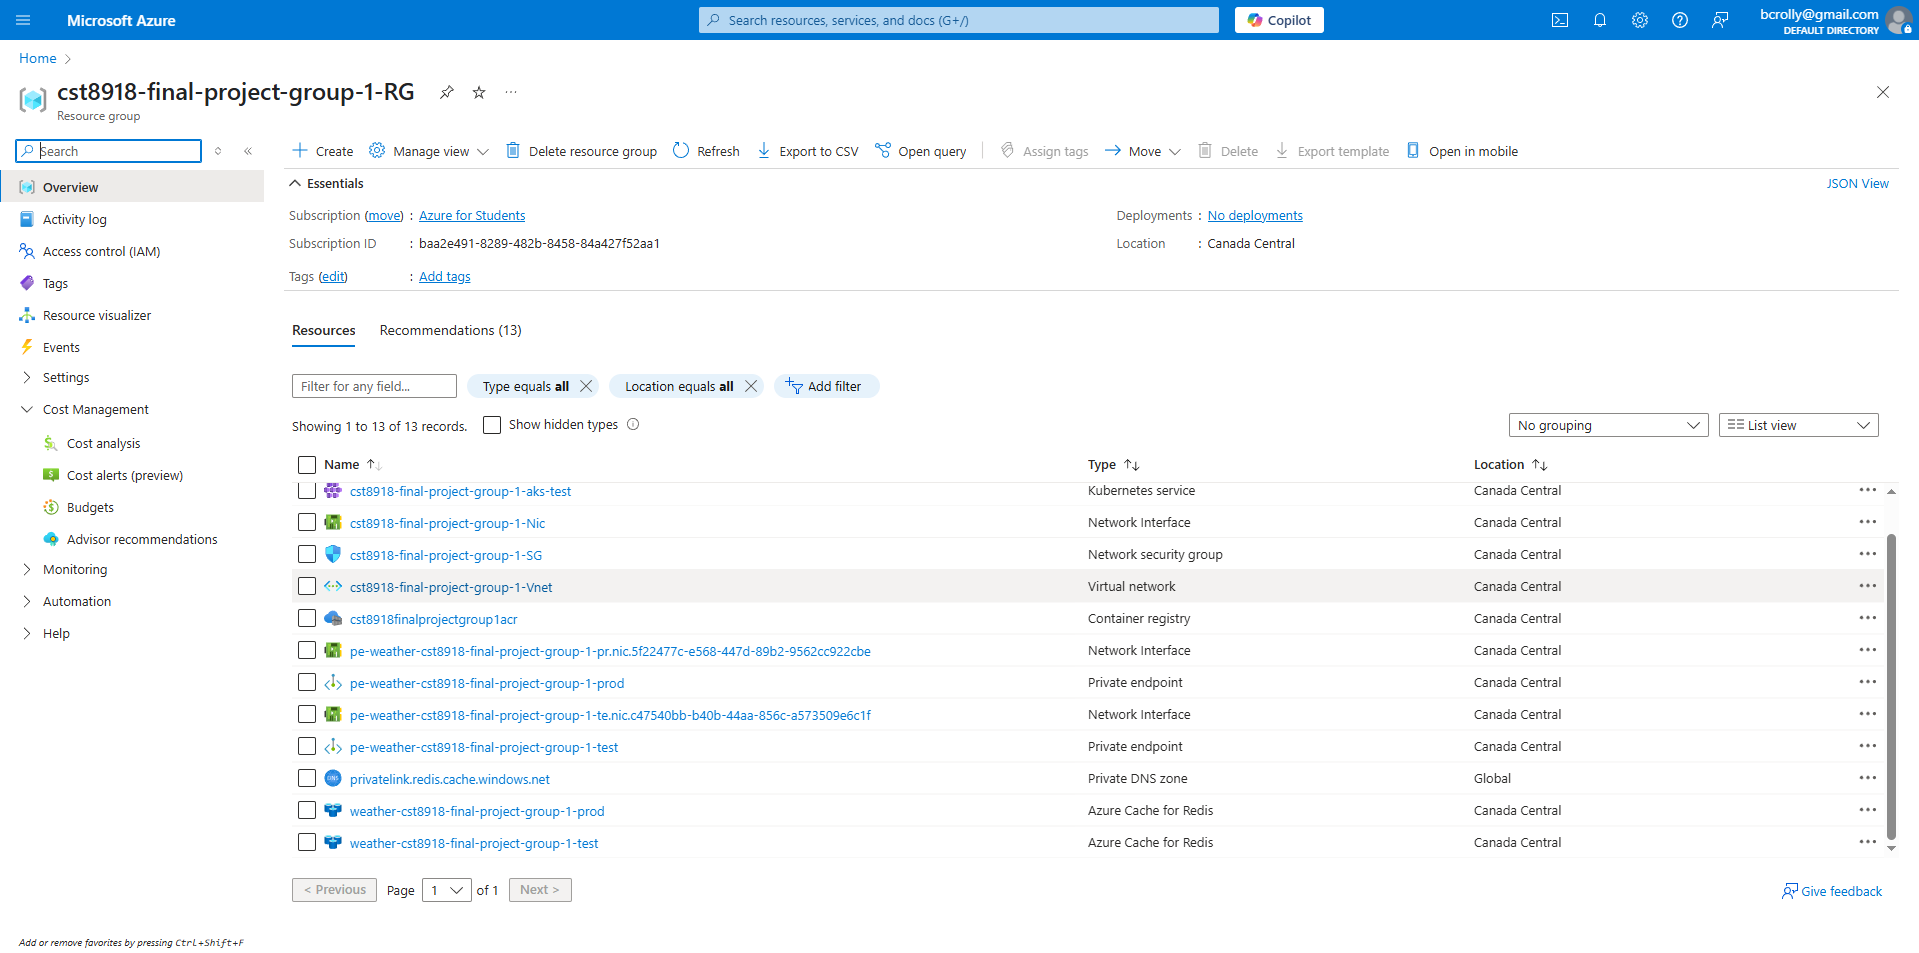 Microsoft Azure
Search resources, services, and docs (G+/)
Copilot
bcrolly@gmail.com
DEFAULT DIRECTORY
Home
cst8918-final-project-group-1-RG
Resource group
Search
Create
Manage view
Delete resource group
Refresh
Export to CSV
Open query
Assign tags
Move
Delete
Export template
Open in mobile
Overview
Activity log
Access control (IAM)
Tags
Resource visualizer
Events
Settings
Cost Management
Cost analysis
Cost alerts (preview)
Budgets
Advisor recommendations
Monitoring
Automation
Help
Essentials
JSON View
Subscription (move) : Azure for Students
Deployments : No deployments
Subscription ID : baa2e491-8289-482b-8458-84a427f52aa1
Location : Canada Central
Tags (edit) : Add tags
Resources
Recommendations (13)
Filter for any field...
Type equals all
Location equals all
Add filter
Showing 1 to 13 of 13 records.
Show hidden types
No grouping
List view
Name Type Location
cst8918-final-project-group-1-aks-test Kubernetes service Canada Central
cst8918-final-project-group-1-Nic Network Interface Canada Central
cst8918-final-project-group-1-SG Network security group Canada Central
cst8918-final-project-group-1-Vnet Virtual network Canada Central
cst8918finalprojectgroup1acr Container registry Canada Central
pe-weather-cst8918-final-project-group-1-pr.nic.5f22477c-e568-447d-89b2-9562cc922cbe Network Interface Canada Central
pe-weather-cst8918-final-project-group-1-prod Private endpoint Canada Central
pe-weather-cst8918-final-project-group-1-te.nic.c47540bb-b40b-44aa-856c-a573509e6c1f Network Interface Canada Central
pe-weather-cst8918-final-project-group-1-test Private endpoint Canada Central
privatelink.redis.cache.windows.net Private DNS zone Global
weather-cst8918-final-project-group-1-prod Azure Cache for Redis Canada Central
weather-cst8918-final-project-group-1-test Azure Cache for Redis Canada Central
< Previous Page 1 of 1 Next >
Give feedback
Add or remove favorites by pressing Ctrl+Shift+F